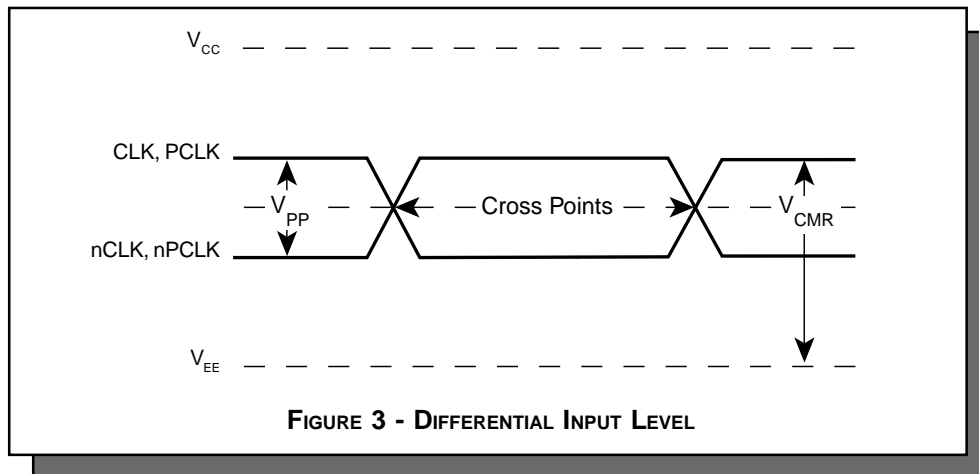 VCC
CLK, PCLK
VPP
Cross Points
VCMR
nCLK, nPCLK
VEE
FIGURE 3 - DIFFERENTIAL INPUT LEVEL